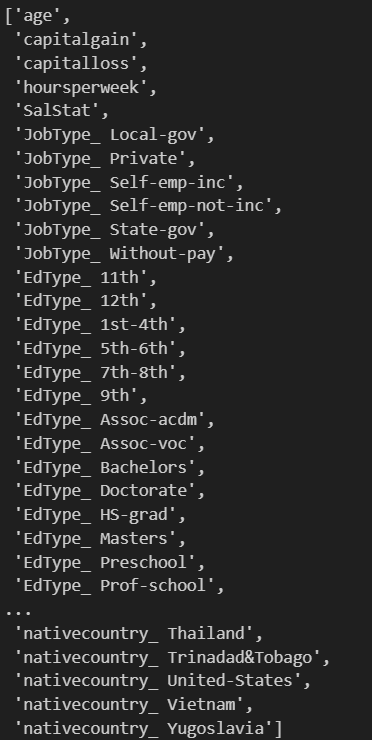 ['age',
'capitalgain',
'capitalloss',
'hoursperweek',
'SalStat',
'JobType_ Local-gov',
'JobType_ Private',
'JobType_ Self-emp-inc',
'JobType_ Self-emp-not-inc',
'JobType_ State-gov',
'JobType_ Without-pay',
'EdType_ 11th',
'EdType_ 12th',
'EdType_ 1st-4th',
'EdType_ 5th-6th',
'EdType_ 7th-8th',
'EdType_ 9th',
'EdType_ Assoc-acdm',
'EdType_ Assoc-voc',
'EdType_ Bachelors',
'EdType_ Doctorate',
'EdType_ HS-grad',
'EdType_ Masters',
'EdType_ Preschool',
'EdType_ Prof-school',
...
'nativecountry_ Thailand',
'nativecountry_ Trinadad&Tobago',
'nativecountry_ United-States',
'nativecountry_ Vietnam',
'nativecountry_ Yugoslavia']